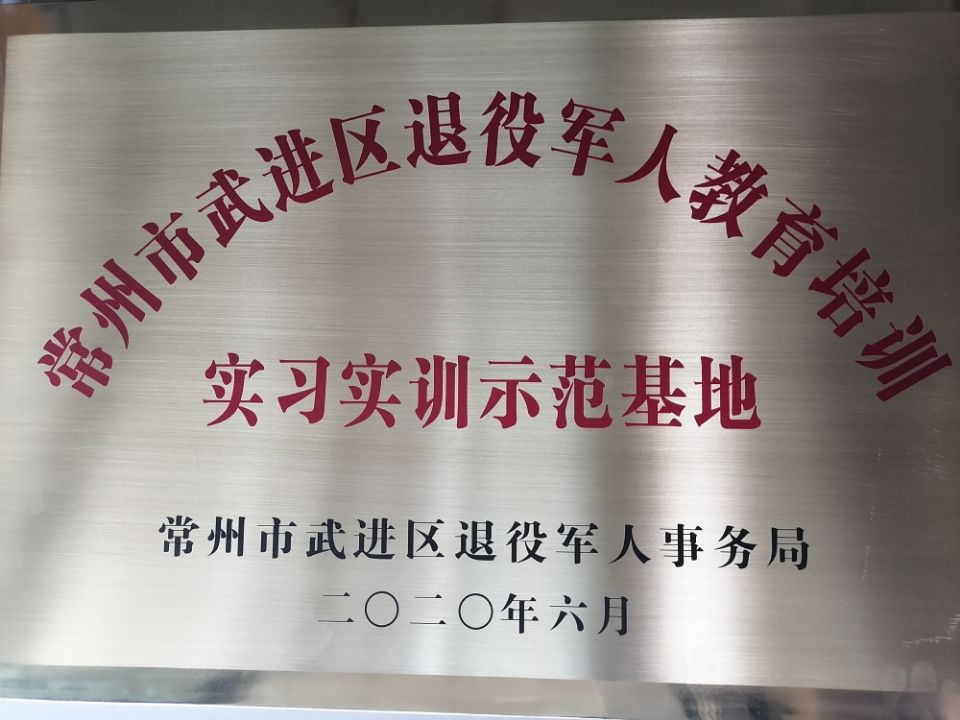 常州市武进区退役军人教育培训
实习实训示范基地
常州市武进区退役军人事务局
二〇二〇年六月